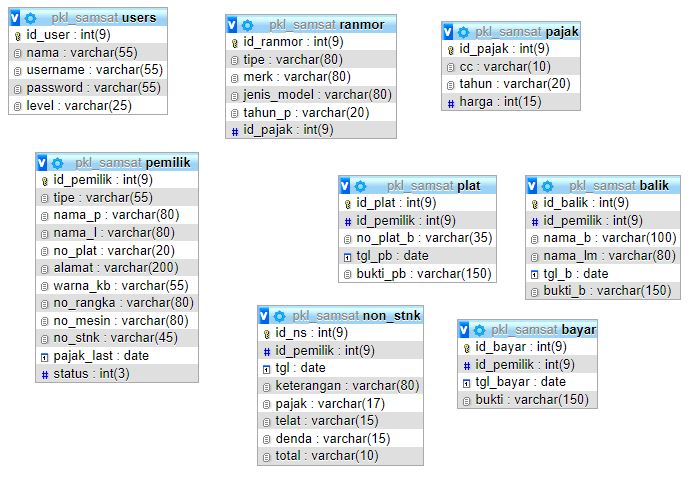 pkl_samsat users
id_user : int(9)
nama : varchar(55)
username : varchar(55)
password : varchar(55)
level : varchar(25)
pkl_samsat ranmor
id_ranmor : int(9)
tipe : varchar(80)
merk : varchar(80)
jenis_model : varchar(80)
tahun_p : varchar(20)
id_pajak : int(9)
pkl_samsat pajak
id_pajak : int(9)
cc : varchar(10)
tahun : varchar(20)
harga : int(15)
pkl_samsat pemilik
id_pemilik : int(9)
tipe : varchar(55)
nama_p : varchar(80)
nama_l : varchar(80)
no_plat : varchar(20)
alamat : varchar(200)
warna_kb : varchar(55)
no_rangka : varchar(80)
no_mesin : varchar(80)
no_stnk : varchar(45)
pajak_last : date
status : int(3)
pkl_samsat plat
id_plat : int(9)
id_pemilik : int(9)
no_plat_b : varchar(35)
tgl_pb : date
bukti_pb : varchar(150)
pkl_samsat balik
id_balik : int(9)
id_pemilik : int(9)
nama_b : varchar(100)
nama_lm : varchar(80)
tgl_b : date
bukti_b : varchar(150)
pkl_samsat non_stnk
id_ns : int(9)
id_pemilik : int(9)
tgl : date
keterangan : varchar(80)
pajak : varchar(17)
telat : varchar(15)
denda : varchar(15)
total : varchar(10)
pkl_samsat bayar
id_bayar : int(9)
id_pemilik : int(9)
tgl_bayar : date
bukti : varchar(150)